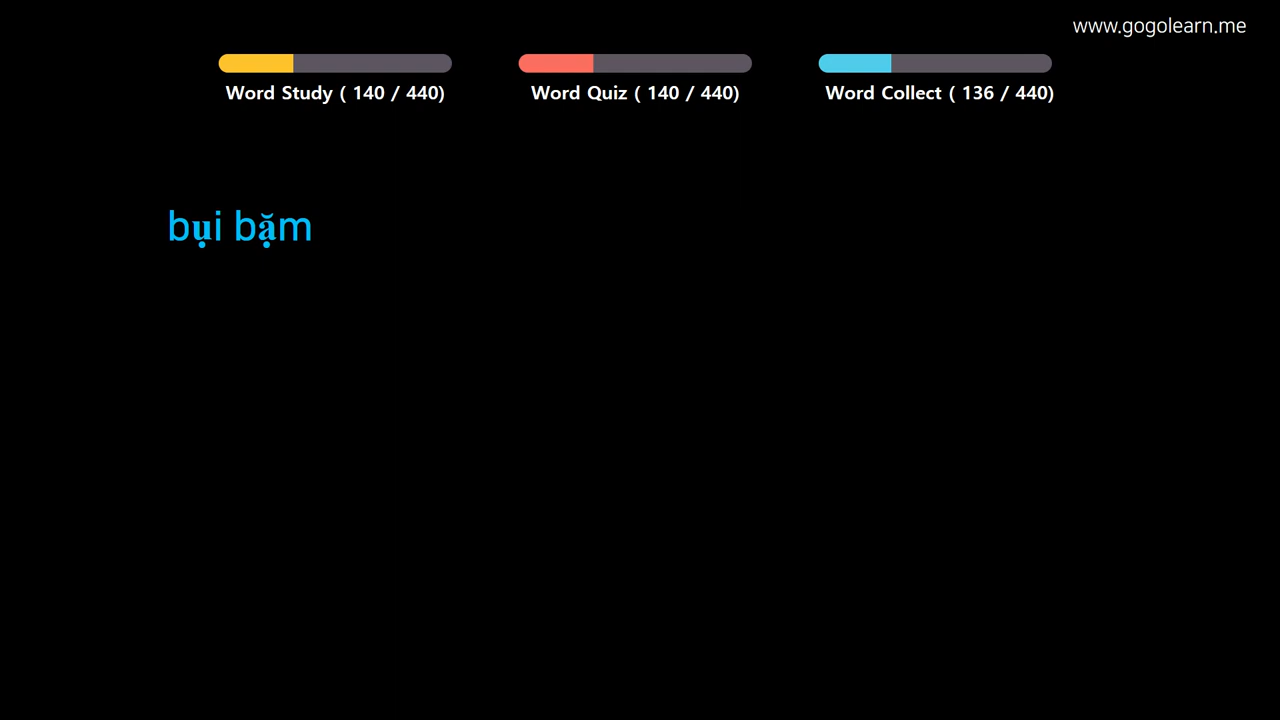 www.gogolearn.me
Word Study ( 140 / 440)
Word Quiz ( 140 / 440)
Word Collect ( 136 / 440)
bụi bặm